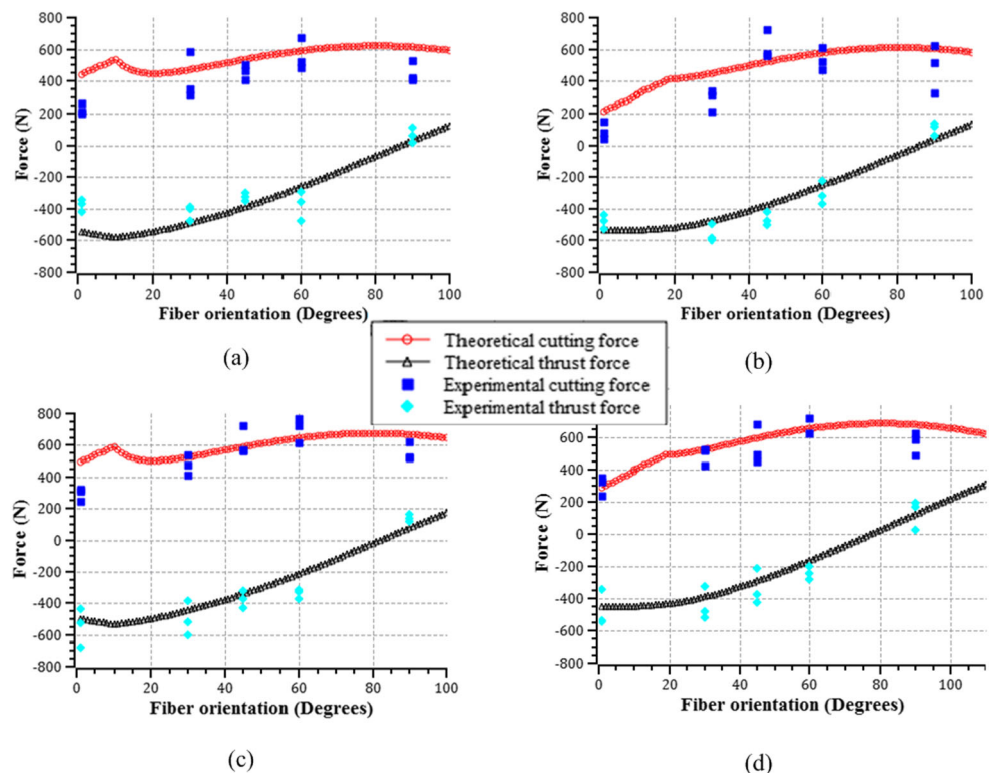 800
600
400
200
0
-200
-400
-600
-800
Force (N)
0 20 40 60 80 100
Fiber orientation (Degrees)
(a)
800
600
400
200
0
-200
-400
-600
-800
Force (N)
0 20 40 60 80 100
Fiber orientation (Degrees)
(b)
Theoretical cutting force
Theoretical thrust force
Experimental cutting force
Experimental thrust force
800
600
400
200
0
-200
-400
-600
-800
Force (N)
0 20 40 60 80 100
Fiber orientation (Degrees)
(c)
600
400
200
0
-200
-400
-600
-800
Force (N)
0 20 40 60 80 100
Fiber orientation (Degrees)
(d)